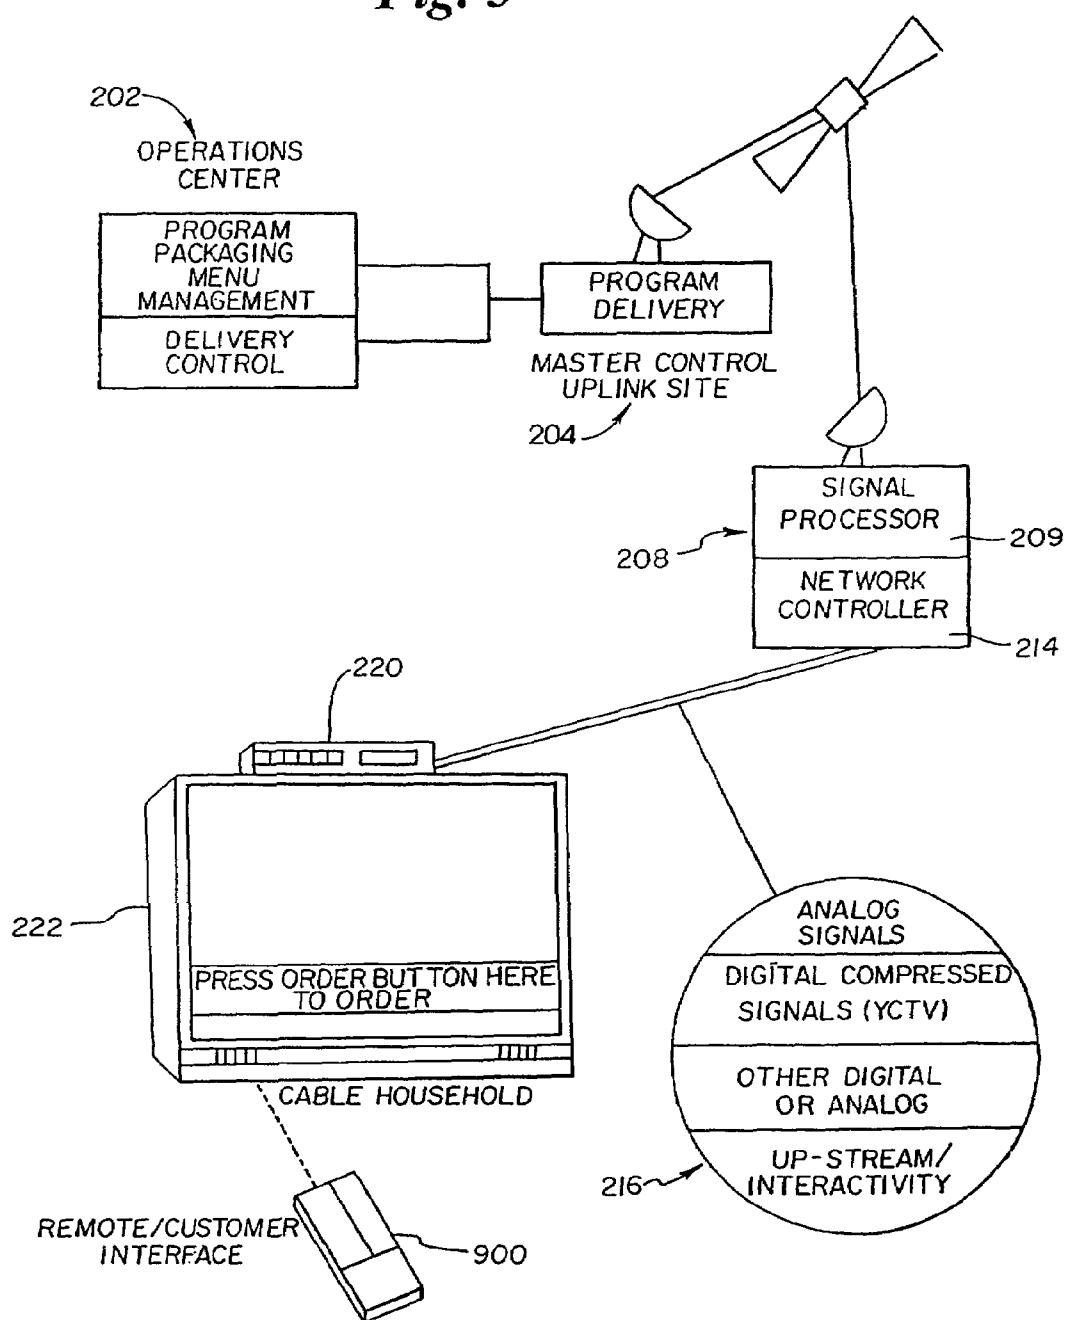 202
OPERATIONS
CENTER
PROGRAM
PACKAGING
MENU
MANAGEMENT
DELIVERY
CONTROL
PROGRAM
DELIVERY
MASTER CONTROL
UPLINK SITE
204
SIGNAL
PROCESSOR
208
209
NETWORK
CONTROLLER
214
220
222
PRESS ORDER BUTTON HERE
TO ORDER
CABLE HOUSEHOLD
ANALOG
SIGNALS
DIGITAL COMPRESSED
SIGNALS (YCTV)
OTHER DIGITAL
OR ANALOG
UP-STREAM/
INTERACTIVITY
216
REMOTE/CUSTOMER
INTERFACE
900